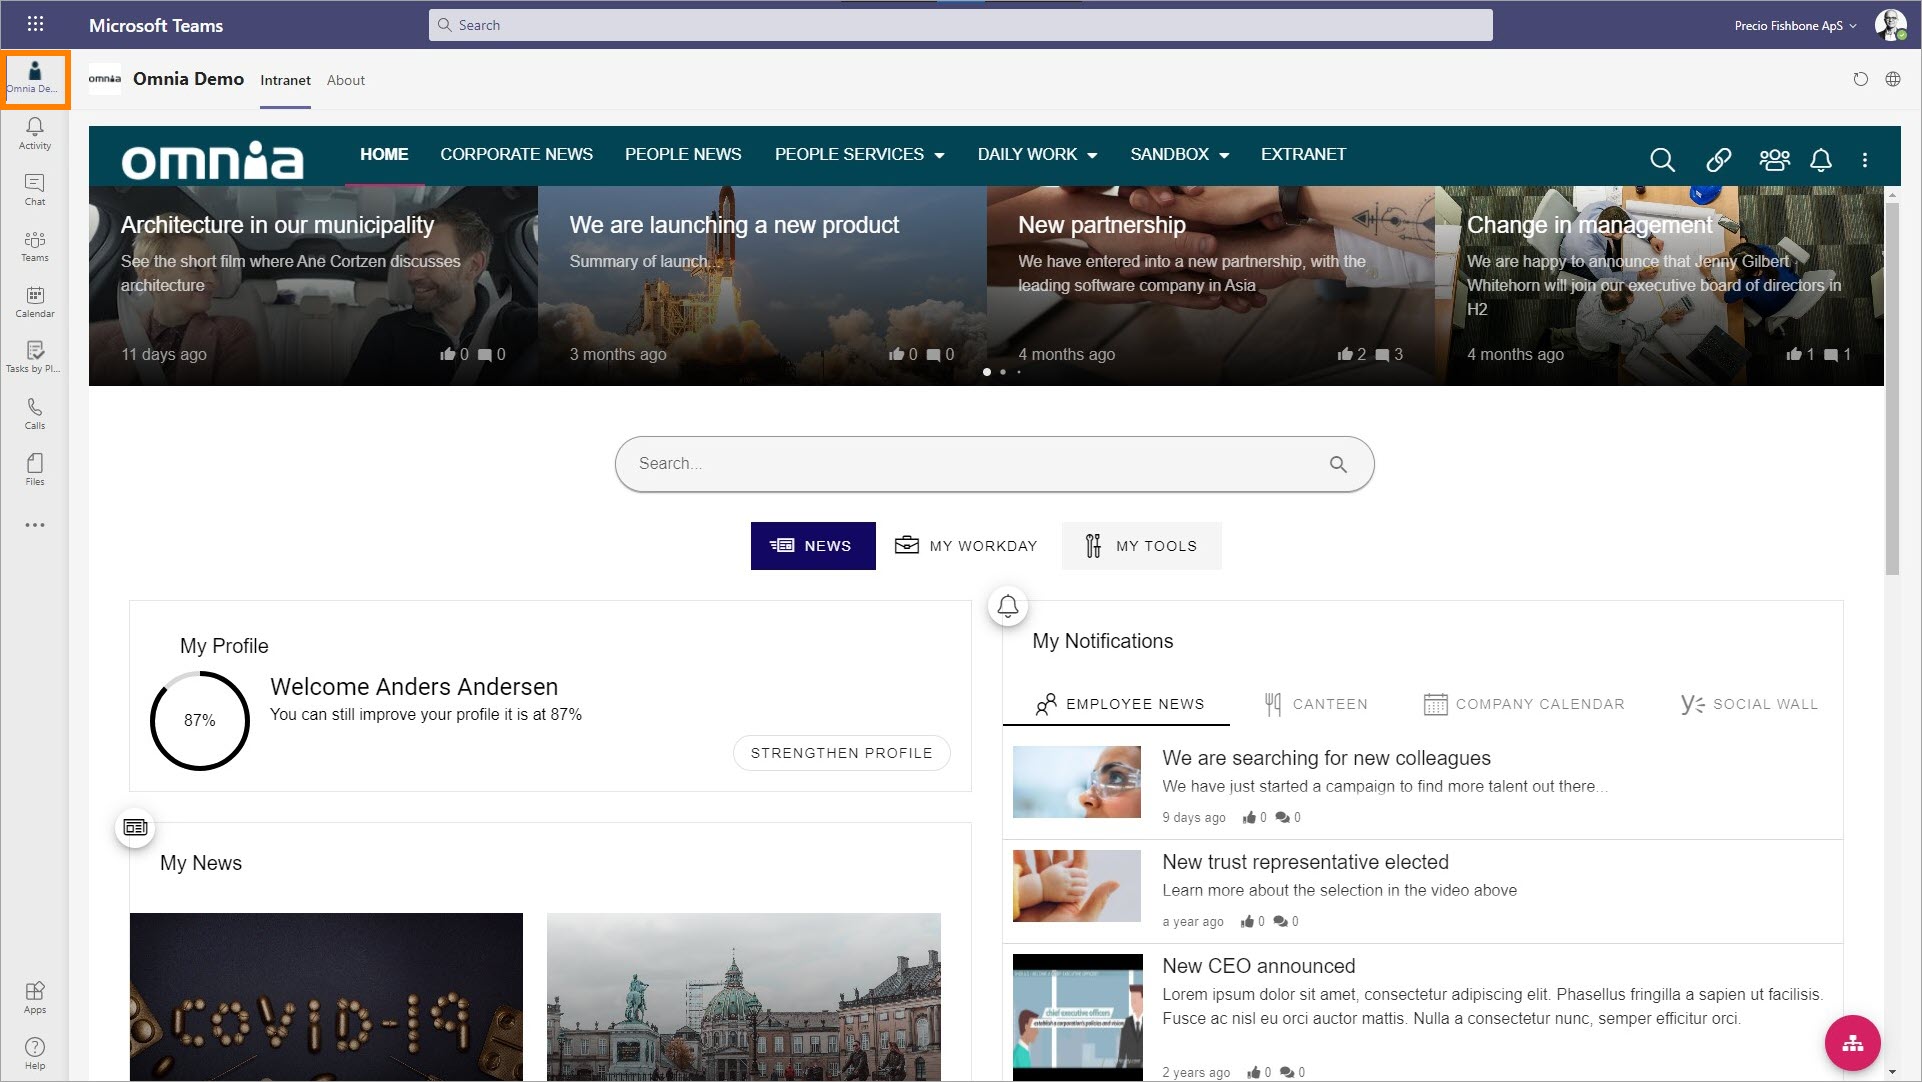 Microsoft Teams
Search
Precio Fishbone ApS
Omnia De...
omnia
Omnia Demo
Intranet
About
Activity
Chat
Teams
Calendar
Tasks by Pl...
Calls
Files
Apps
Help
omnia
HOME
CORPORATE NEWS
PEOPLE NEWS
PEOPLE SERVICES
DAILY WORK
SANDBOX
EXTRANET
Architecture in our municipality
See the short film where Ane Cortzen discusses
architecture
11 days ago
0
0
We are launching a new product
Summary of launch...
3 months ago
0
0
New partnership
We have entered into a new partnership, with the
leading software company in Asia
4 months ago
2
3
Change in management
We are happy to announce that Jenny Gilbert
Whitehorn will join our executive board of directors in
H2
4 months ago
1
1
Search...
NEWS
MY WORKDAY
MY TOOLS
My Profile
87%
Welcome Anders Andersen
You can still improve your profile it is at 87%
STRENGTHEN PROFILE
My News
COVID-19
My Notifications
EMPLOYEE NEWS
CANTEEN
COMPANY CALENDAR
SOCIAL WALL
We are searching for new colleagues
We have just started a campaign to find more talent out there...
9 days ago
0
0
New trust representative elected
Learn more about the selection in the video above
a year ago
0
0
New CEO announced
Lorem ipsum dolor sit amet, consectetur adipiscing elit. Phasellus fringilla a sapien ut facilisis.
Fusce ac nisl eu orci auctor mattis. Nulla a consectetur nunc, semper efficitur orci.
2 years ago
0
0
chief executive officers